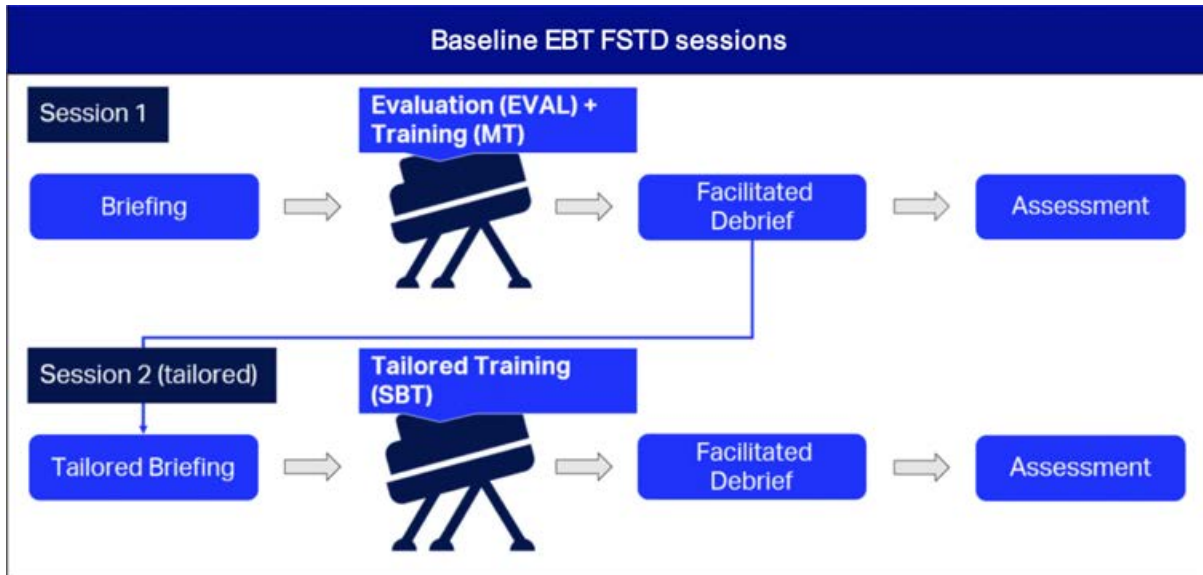 Baseline EBT FSTD sessions
Session 1
Evaluation (EVAL) +
Training (MT)
Briefing
Facilitated
Debrief
Assessment
Session 2 (tailored)
Tailored Training
(SBT)
Tailored Briefing
Facilitated
Debrief
Assessment